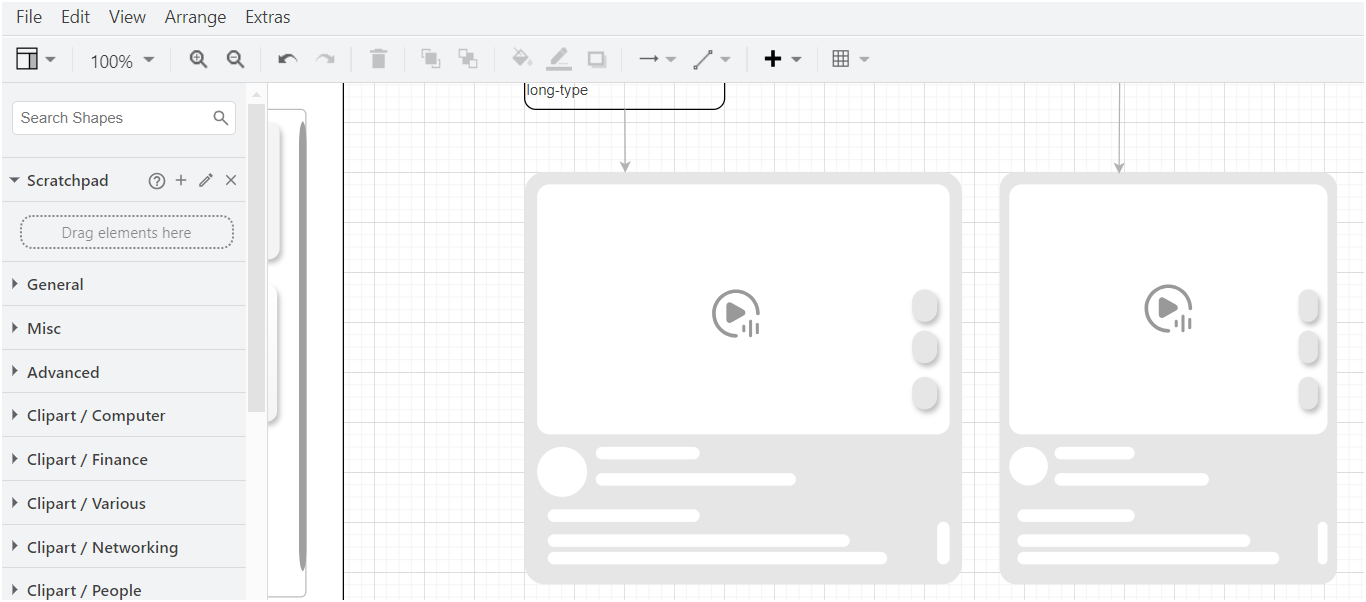 File Edit View Arrange Extras
100%
long-type
Search Shapes
Scratchpad
Drag elements here
General
Misc
Advanced
Clipart / Computer
Clipart / Finance
Clipart / Various
Clipart / Networking
Clipart / People